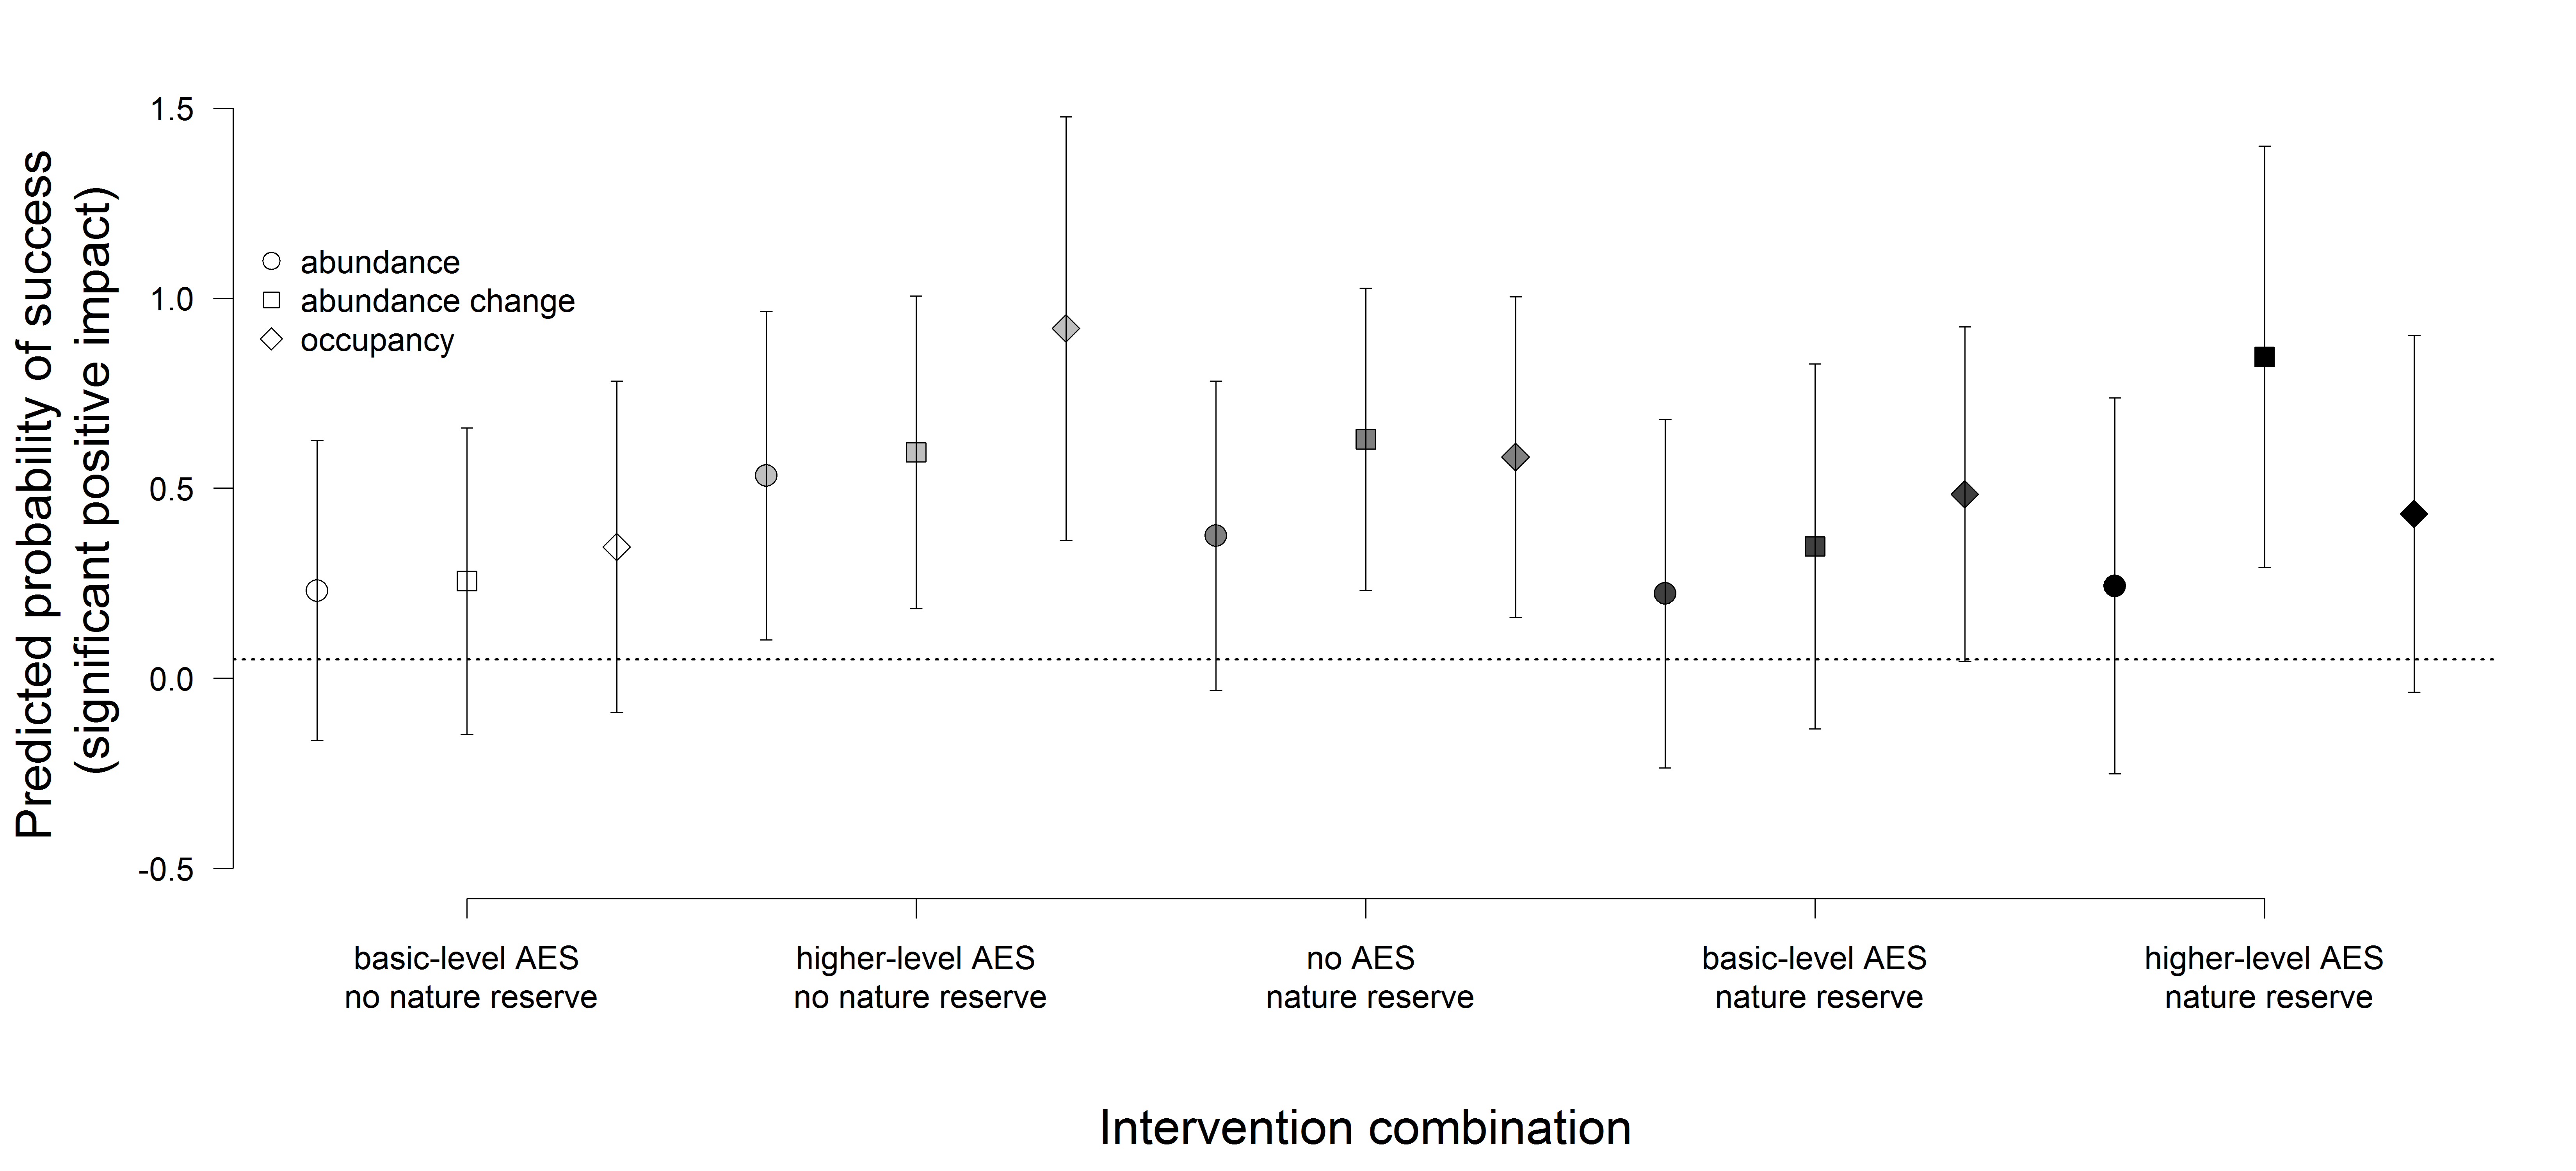 Predicted probability of success
(significant positive impact)
1.5
1.0
0.5
0.0
-0.5
abundance
abundance change
occupancy
basic-level AES
no nature reserve
higher-level AES
no nature reserve
no AES
nature reserve
basic-level AES
nature reserve
higher-level AES
nature reserve
Intervention combination